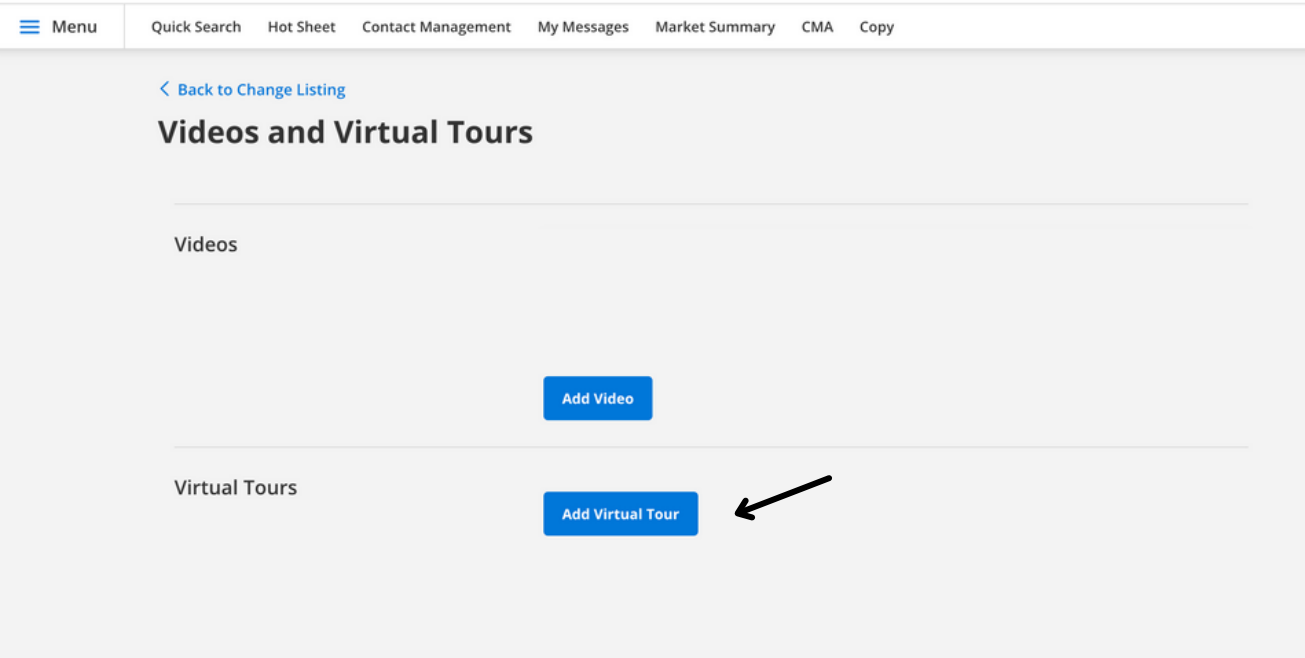 Menu Quick Search Hot Sheet Contact Management My Messages Market Summary CMA Copy
Back to Change Listing
Videos and Virtual Tours
Videos
Add Video
Virtual Tours
Add Virtual Tour